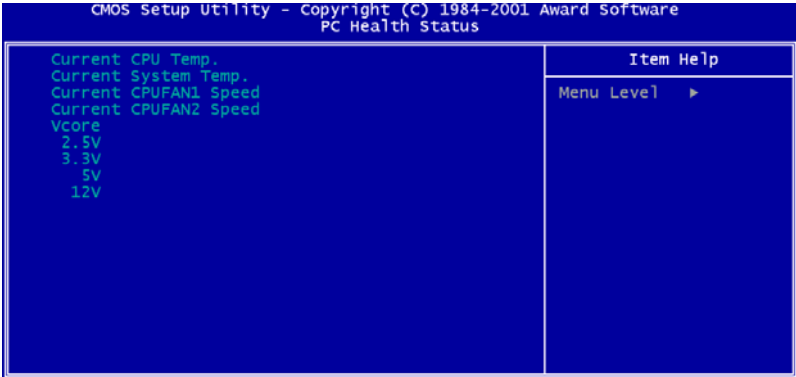 CMOS Setup Utility – Copyright (C) 1984-2001 Award Software
PC Health Status
Current CPU Temp.
Current System Temp.
Current CPUFAN1 Speed
Current CPUFAN2 Speed
Vcore
2.5V
3.3V
5V
12V
Item Help
Menu Level ►